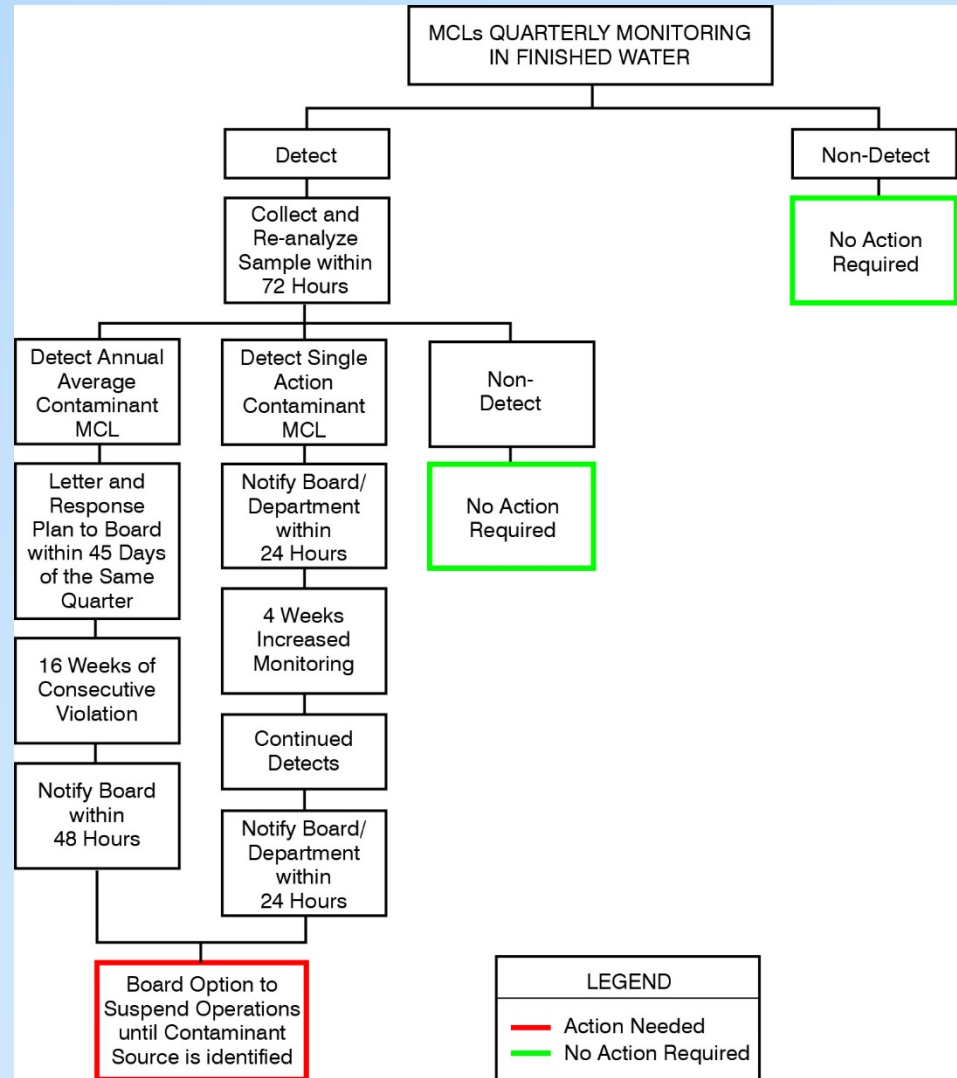 MCLs QUARTERLY MONITORING
IN FINISHED WATER
Detect
Non-Detect
Collect and
Re-analyze
Sample within
72 Hours
No Action
Required
Detect Annual
Average
Contaminant
MCL
Detect Single
Action
Contaminant
MCL
Non-
Detect
Letter and
Response
Plan to Board
within 45 Days
of the Same
Quarter
Notify Board/
Department
within
24 Hours
No Action
Required
4 Weeks
Increased
Monitoring
16 Weeks of
Consecutive
Violation
Continued
Detects
Notify Board
within
48 Hours
Notify Board/
Department
within
24 Hours
Board Option to
Suspend Operations
until Contaminant
Source is identified
LEGEND
Action Needed
No Action Required